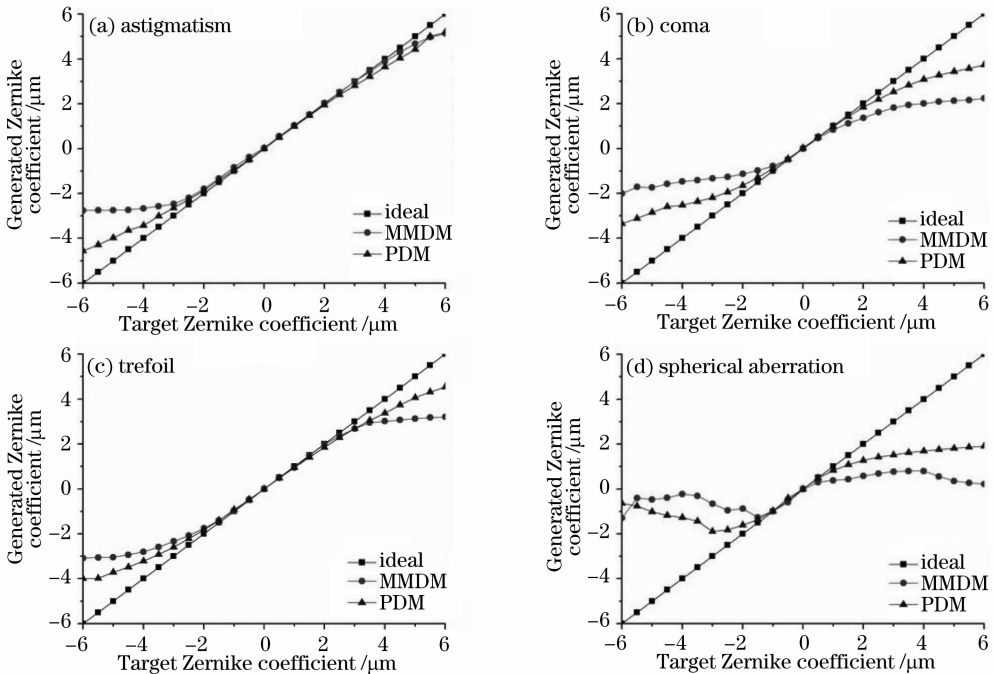 (a) astigmatism
6
4
2
0
−2
−4
−6
Generated Zernike
coefficient /μm
ideal
MMDM
PDM
−6 −4 −2 0 2 4 6
Target Zernike coefficient /μm
(b) coma
6
4
2
0
−2
−4
−6
Generated Zernike
coefficient /μm
ideal
MMDM
PDM
−6 −4 −2 0 2 4 6
Target Zernike coefficient /μm
(c) trefoil
6
4
2
0
−2
−4
−6
Generated Zernike
coefficient /μm
ideal
MMDM
PDM
−6 −4 −2 0 2 4 6
Target Zernike coefficient /μm
(d) spherical aberration
6
4
2
0
−2
−4
−6
Generated Zernike
coefficient /μm
ideal
MMDM
PDM
−6 −4 −2 0 2 4 6
Target Zernike coefficient /μm